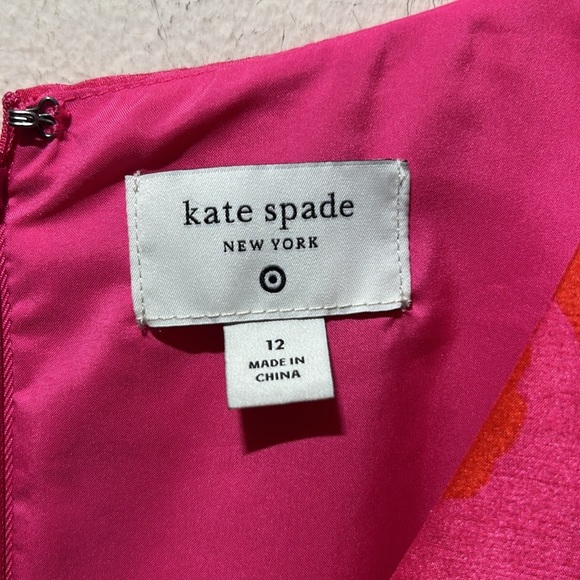 kate spade
NEW YORK
12
MADE IN
CHINA